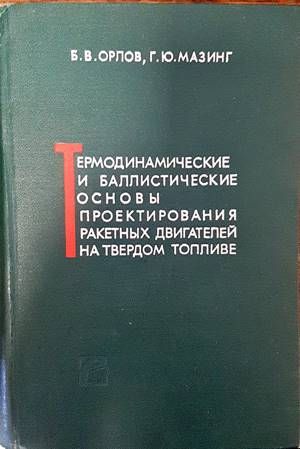 Б. В. ОРЛОВ, Г. Ю. МАЗИНГ
ТЕРМОДИНАМИЧЕСКИЕ
И БАЛЛИСТИЧЕСКИЕ
ОСНОВЫ
ПРОЕКТИРОВАНИЯ
РАКЕТНЫХ ДВИГАТЕЛЕЙ
НА ТВЕРДОМ ТОПЛИВЕ